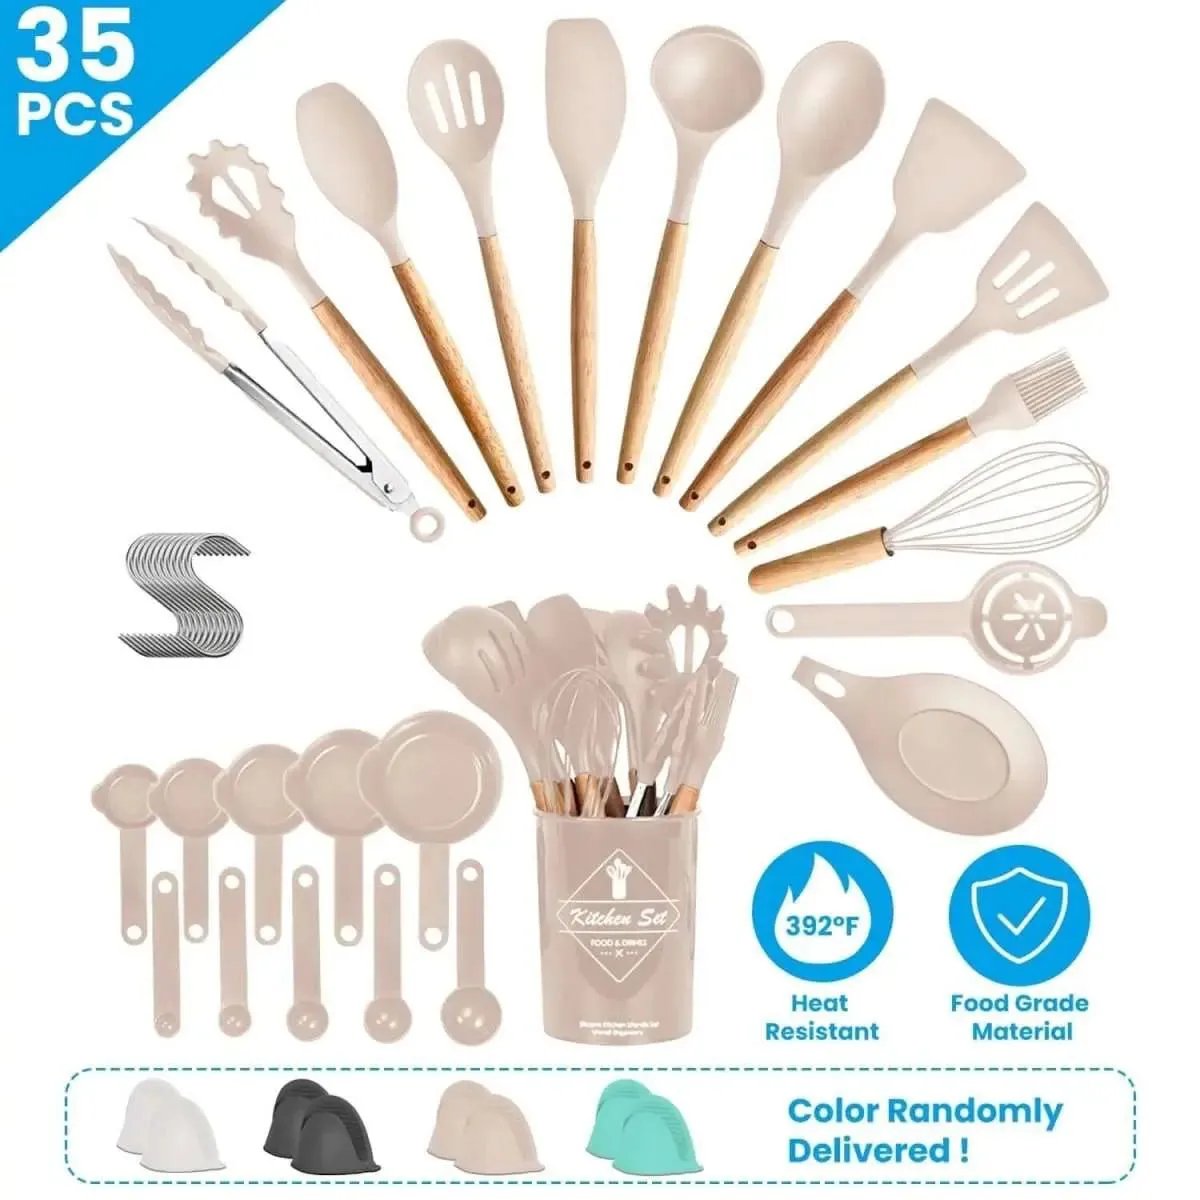 35
PCS
Kitchen Set
FOOD & DRINKS
392°F
Heat
Resistant
Food Grade
Material
Color Randomly
Delivered !